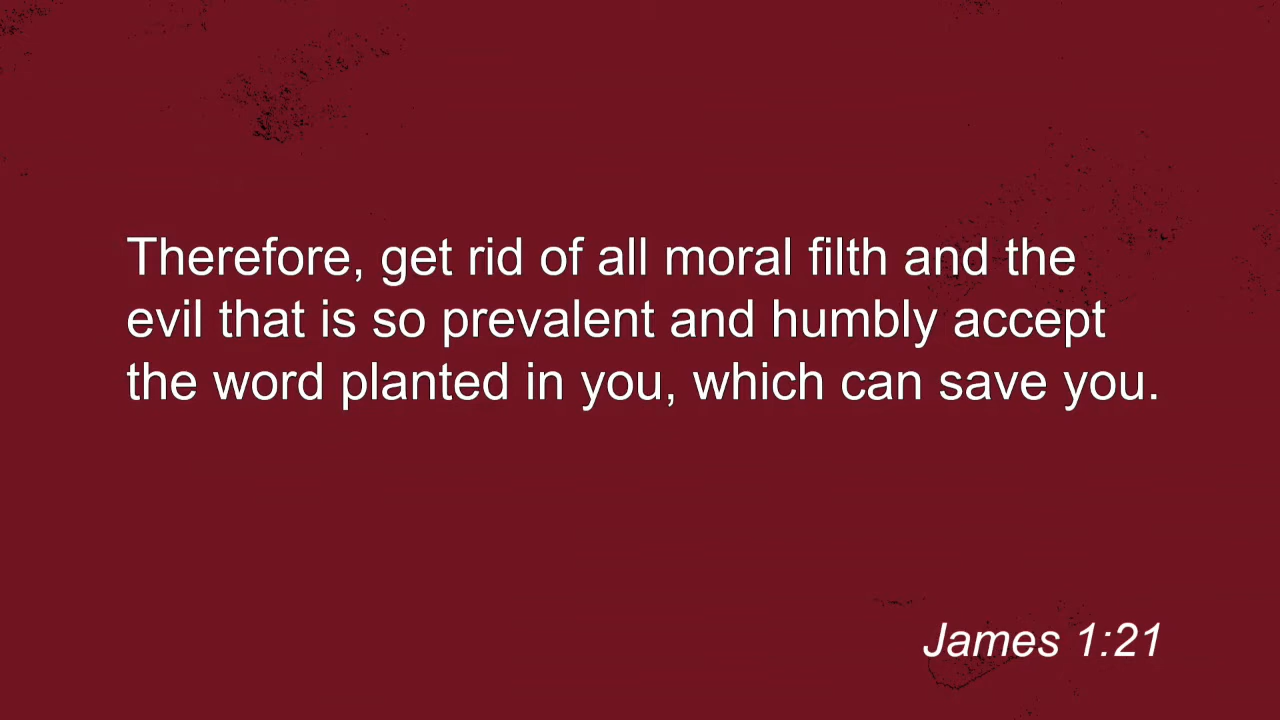 Therefore, get rid of all moral filth and the
evil that is so prevalent and humbly accept
the word planted in you, which can save you.
James 1:21